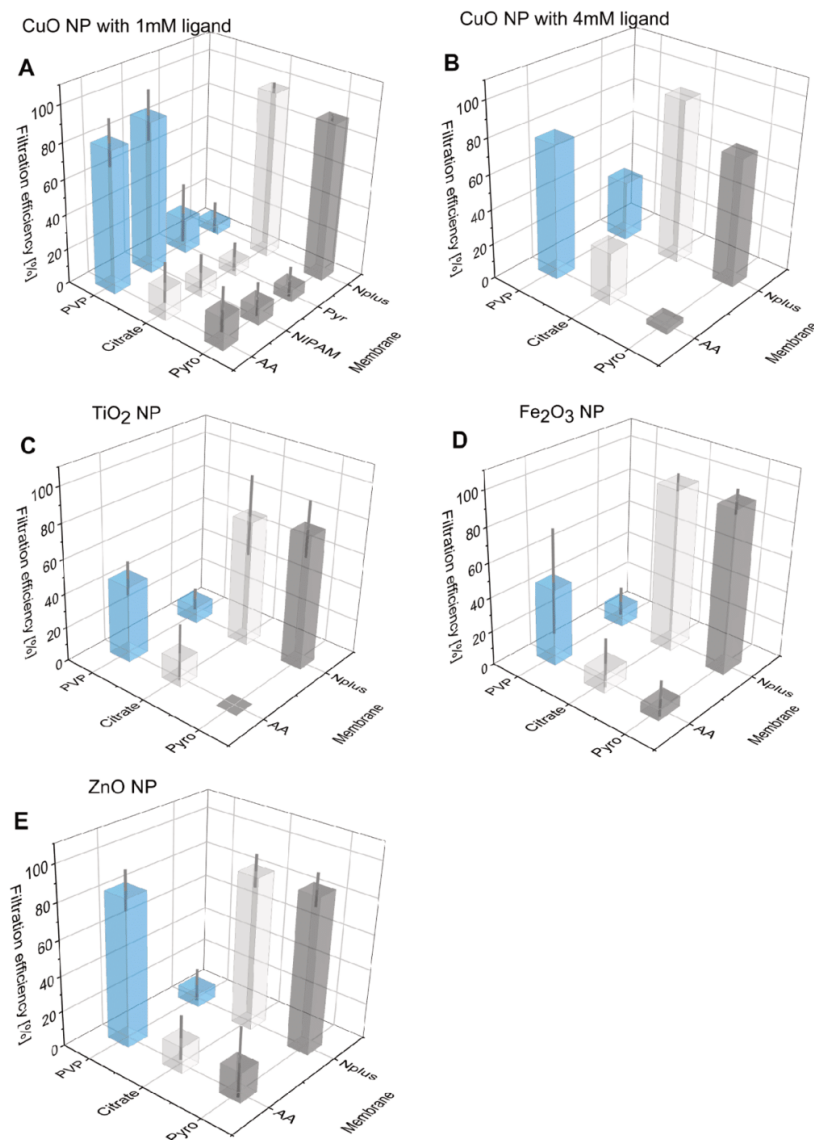 CuO NP with 1mM ligand
A
Filtration efficiency [%]
100
80
60
40
20
0
PVP
Citrate
Pyro
AA
NIPAM
Pyr
Nplus
Membrane
CuO NP with 4mM ligand
B
Filtration efficiency [%]
100
80
60
40
20
0
PVP
Citrate
Pyro
AA
Nplus
Membrane
TiO2 NP
C
Filtration efficiency [%]
100
80
60
40
20
0
PVP
Citrate
Pyro
AA
Nplus
Membrane
Fe2O3 NP
D
Filtration efficiency [%]
100
80
60
40
20
0
PVP
Citrate
Pyro
AA
Nplus
Membrane
ZnO NP
E
Filtration efficiency [%]
100
80
60
40
20
0
PVP
Citrate
Pyro
AA
Nplus
Membrane